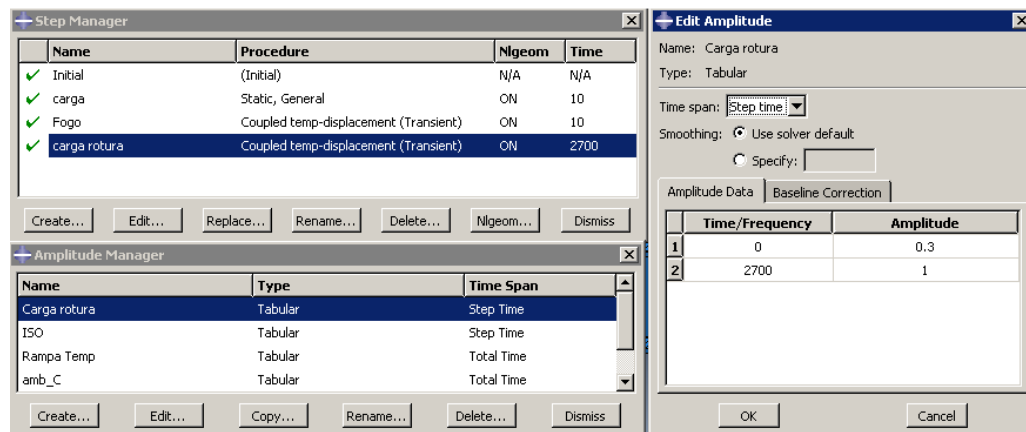 Step Manager
Name Procedure Nlgeom Time
Initial (Initial) N/A N/A
carga Static, General ON 10
Fogo Coupled temp-displacement (Transient) ON 10
carga rotura Coupled temp-displacement (Transient) ON 2700
Create... Edit... Replace... Rename... Delete... Nlgeom... Dismiss
Amplitude Manager
Name Type Time Span
Carga rotura Tabular Step Time
ISO Tabular Step Time
Rampa Temp Tabular Total Time
amb_C Tabular Total Time
Create... Edit... Copy... Rename... Delete... Dismiss
Edit Amplitude
Name: Carga rotura
Type: Tabular
Time span: Step time
Smoothing: Use solver default
Specify:
Amplitude Data Baseline Correction
Time/Frequency Amplitude
1 0 0.3
2 2700 1
OK Cancel